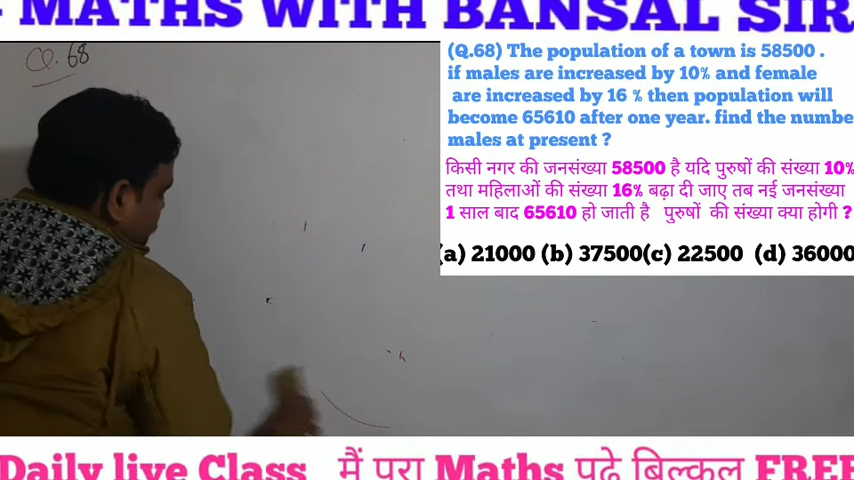 MATHS WITH BANSAL SIR
Q.68
(Q.68) The population of a town is 58500 .
if males are increased by 10% and female
are increased by 16 % then population will
become 65610 after one year. find the numbe
males at present ?
किसी नगर की जनसंख्या 58500 है यदि पुरुषों की संख्या 10%
तथा महिलाओं की संख्या 16% बढ़ा दी जाए तब नई जनसंख्या
1 साल बाद 65610 हो जाती है पुरुषों की संख्या क्या होगी ?
(a) 21000 (b) 37500(c) 22500 (d) 36000
Daily live Class में पूरा Maths पढ़े बिल्कुल FREE